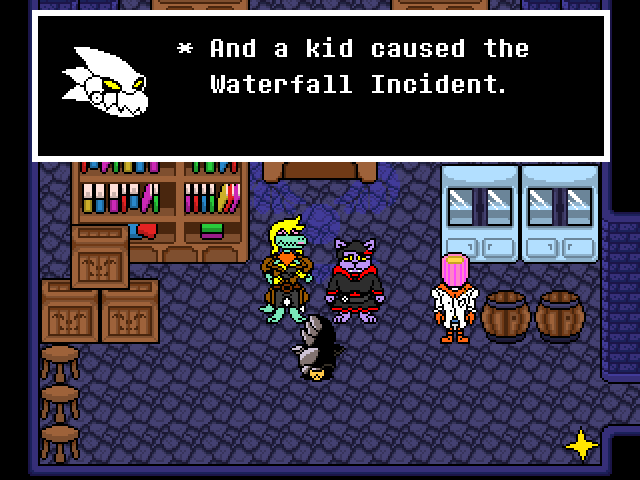 * And a kid caused the
Waterfall Incident.